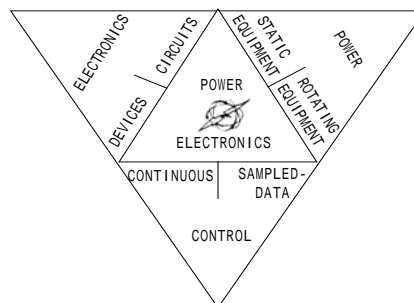 ELECTRONICS
CIRCUITS
DEVICES
STATIC
EQUIPMENT
POWER
ROTATING
EQUIPMENT
POWER
ELECTRONICS
CONTINUOUS
SAMPLED-
DATA
CONTROL